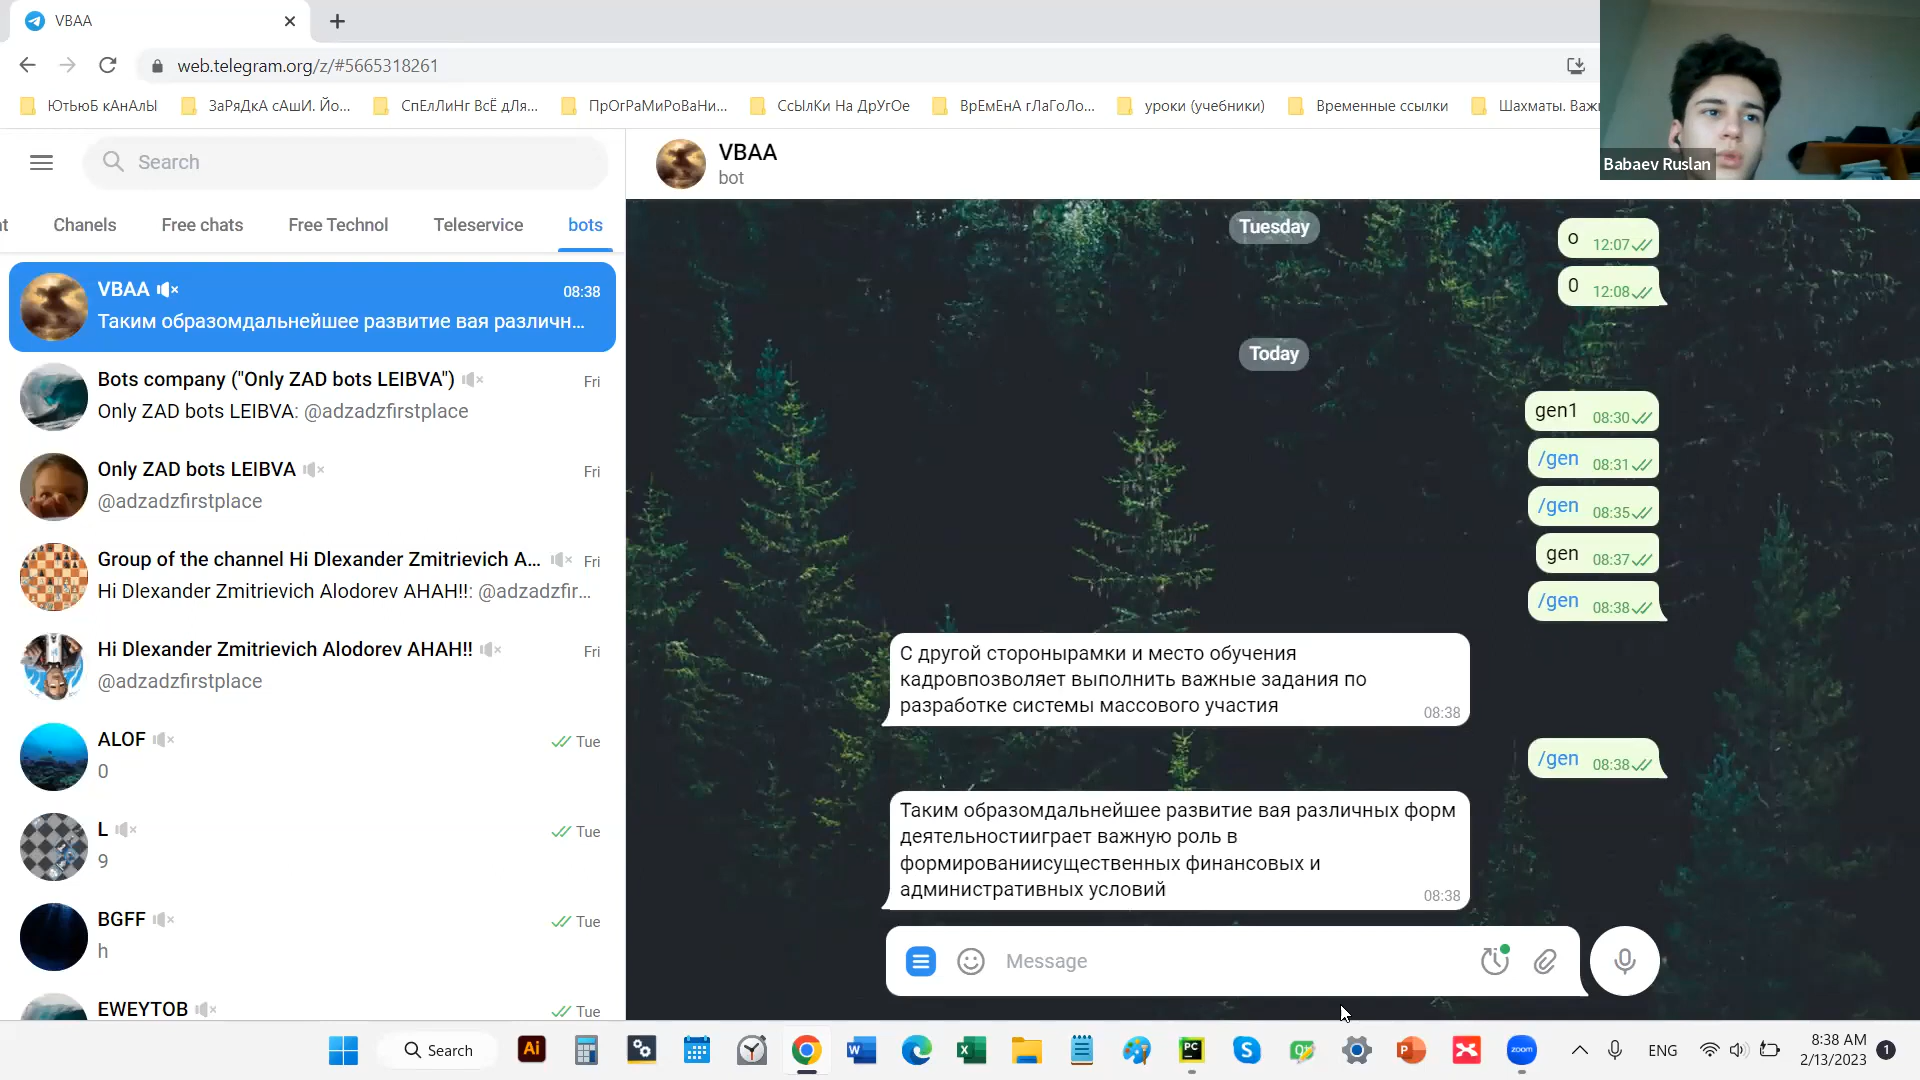 VBAA
web.telegram.org/z/#5665318261
ЮтЬюБ кАнАлЫ
ЗаРяДкА сАшИ. Йо...
СпЕлЛиНг ВсЁ дЛя...
ПрОгРаМиРоВаНи...
СсЫлКи На ДрУгОе
ВрЕмЕнА гЛаГоЛо...
уроки (учебники)
Временные ссылки
Шахматы. Важ
Babaev Ruslan
Search
Chanels
Free chats
Free Technol
Teleservice
bots
VBAA
08:38
Таким образомдальнейшее развитие вая различн...
Bots company ("Only ZAD bots LEIBVA")
Fri
Only ZAD bots LEIBVA: @adzadzfirstplace
Only ZAD bots LEIBVA
Fri
@adzadzfirstplace
Group of the channel Hi Dlexander Zmitrievich A...
Fri
Hi Dlexander Zmitrievich Alodorev AHAH!!: @adzadzfir...
Hi Dlexander Zmitrievich Alodorev AHAH!!
Fri
@adzadzfirstplace
ALOF
Tue
0
L
Tue
9
BGFF
Tue
h
EWEYTOB
Tue
VBAA
bot
Tuesday
o 12:07
0 12:08
Today
gen1 08:30
/gen 08:31
/gen 08:35
gen 08:37
/gen 08:38
С другой сторонырамки и место обучения
кадровпозволяет выполнить важные задания по
разработке системы массового участия
08:38
/gen 08:38
Таким образомдальнейшее развитие вая различных форм
деятельностииграет важную роль в
формированиисущественных финансовых и
административных условий
08:38
Message
Search
Ai
zoom
ENG
8:38 AM
2/13/2023
1